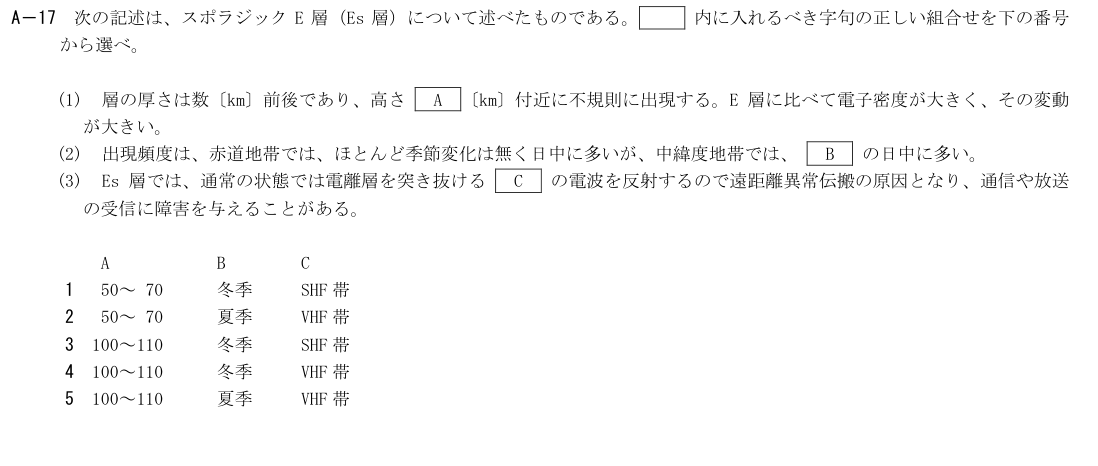 A－17 次の記述は、スポラジック E 層（Es 層）について述べたものである。 内に入れるべき字句の正しい組合せを下の番号
から選べ。
(1) 層の厚さは数〔km〕前後であり、高さ A 〔km〕付近に不規則に出現する。E 層に比べて電子密度が大きく、その変動
が大きい。
(2) 出現頻度は、赤道地帯では、ほとんど季節変化は無く日中に多いが、中緯度地帯では、 B の日中に多い。
(3) Es 層では、通常の状態では電離層を突き抜ける C の電波を反射するので遠距離異常伝搬の原因となり、通信や放送
の受信に障害を与えることがある。
A B C
1 50～ 70 冬季 SHF 帯
2 50～ 70 夏季 VHF 帯
3 100～110 冬季 SHF 帯
4 100～110 冬季 VHF 帯
5 100～110 夏季 VHF 帯